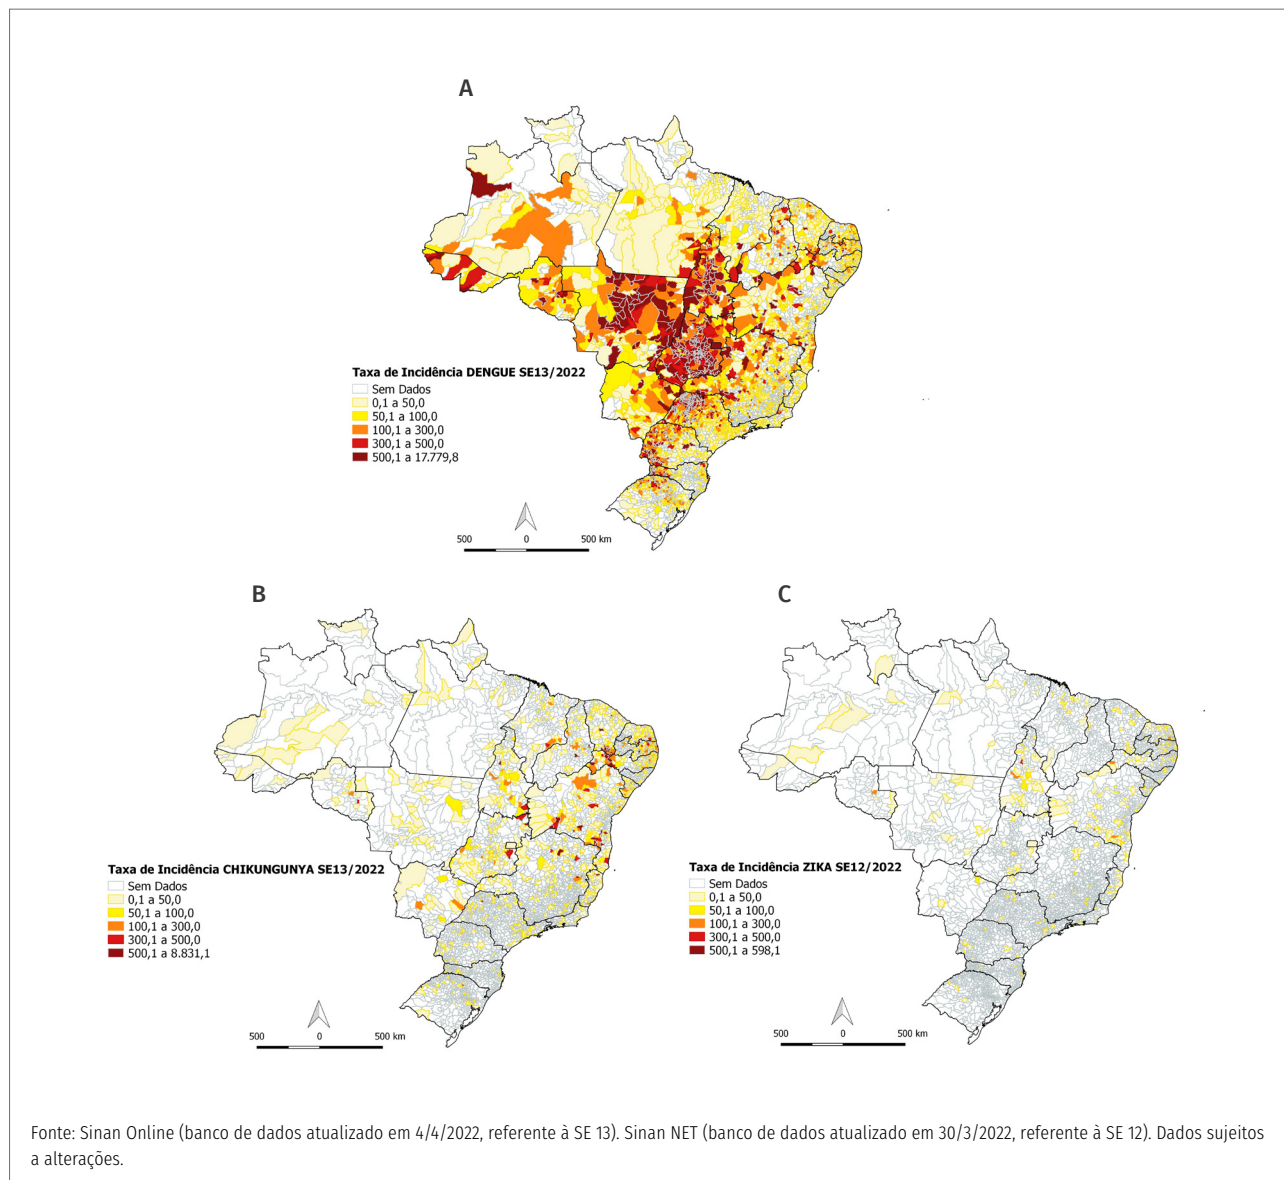 A
Taxa de Incidência DENGUE SE13/2022
Sem Dados
0,1 a 50,0
50,1 a 100,0
100,1 a 300,0
300,1 a 500,0
500,1 a 17.779,8
500 0 500 km
B
C
Taxa de Incidência CHIKUNGUNYA SE13/2022
Sem Dados
0,1 a 50,0
50,1 a 100,0
100,1 a 300,0
300,1 a 500,0
500,1 a 8.831,1
500 0 500 km
Taxa de Incidência ZIKA SE12/2022
Sem Dados
0,1 a 50,0
50,1 a 100,0
100,1 a 300,0
300,1 a 500,0
500,1 a 598,1
500 0 500 km
Fonte: Sinan Online (banco de dados atualizado em 4/4/2022, referente à SE 13). Sinan NET (banco de dados atualizado em 30/3/2022, referente à SE 12). Dados sujeitos
a alterações.